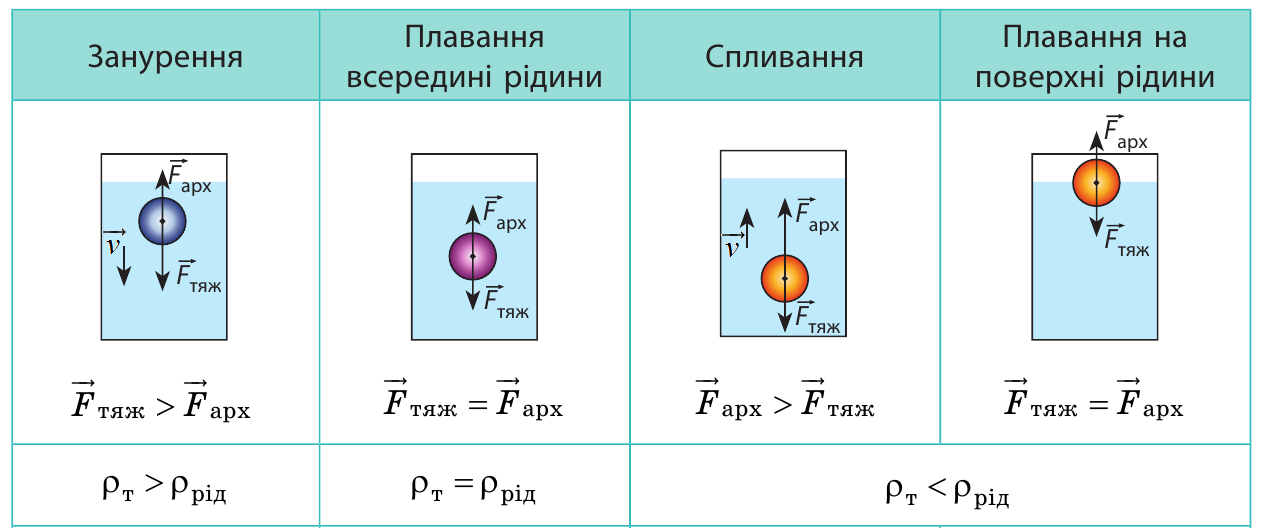 Занурення
Плавання
всередині рідини
Спливання
Плавання на
поверхні рідини
F⃗арх
v⃗
F⃗тяж
F⃗арх
F⃗тяж
F⃗арх
v⃗
F⃗тяж
F⃗арх
F⃗тяж
F⃗тяж > F⃗арх
F⃗тяж = F⃗арх
F⃗арх > F⃗тяж
F⃗тяж = F⃗арх
ρт > ρрід
ρт = ρрід
ρт < ρрід